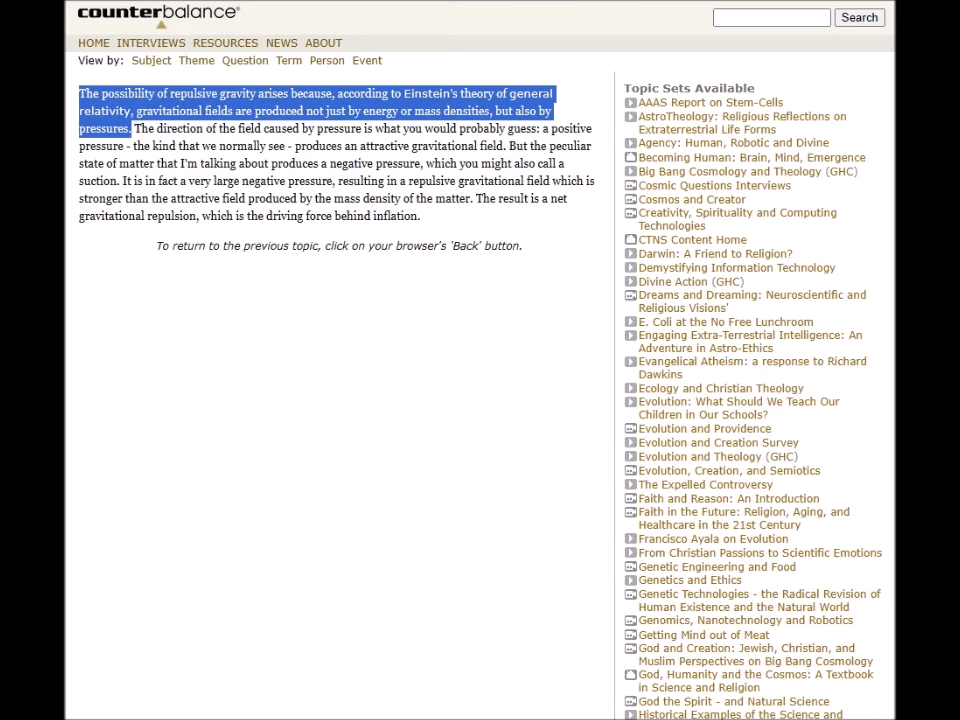 counterbalance®
Search
HOME INTERVIEWS RESOURCES NEWS ABOUT
View by: Subject Theme Question Term Person Event
The possibility of repulsive gravity arises because, according to Einstein's theory of general
relativity, gravitational fields are produced not just by energy or mass densities, but also by
pressures. The direction of the field caused by pressure is what you would probably guess: a positive
pressure - the kind that we normally see - produces an attractive gravitational field. But the peculiar
state of matter that I'm talking about produces a negative pressure, which you might also call a
suction. It is in fact a very large negative pressure, resulting in a repulsive gravitational field which is
stronger than the attractive field produced by the mass density of the matter. The result is a net
gravitational repulsion, which is the driving force behind inflation.
To return to the previous topic, click on your browser's 'Back' button.
Topic Sets Available
AAAS Report on Stem-Cells
AstroTheology: Religious Reflections on
Extraterrestrial Life Forms
Agency: Human, Robotic and Divine
Becoming Human: Brain, Mind, Emergence
Big Bang Cosmology and Theology (GHC)
Cosmic Questions Interviews
Cosmos and Creator
Creativity, Spirituality and Computing
Technologies
CTNS Content Home
Darwin: A Friend to Religion?
Demystifying Information Technology
Divine Action (GHC)
Dreams and Dreaming: Neuroscientific and
Religious Visions'
E. Coli at the No Free Lunchroom
Engaging Extra-Terrestrial Intelligence: An
Adventure in Astro-Ethics
Evangelical Atheism: a response to Richard
Dawkins
Ecology and Christian Theology
Evolution: What Should We Teach Our
Children in Our Schools?
Evolution and Providence
Evolution and Creation Survey
Evolution and Theology (GHC)
Evolution, Creation, and Semiotics
The Expelled Controversy
Faith and Reason: An Introduction
Faith in the Future: Religion, Aging, and
Healthcare in the 21st Century
Francisco Ayala on Evolution
From Christian Passions to Scientific Emotions
Genetic Engineering and Food
Genetics and Ethics
Genetic Technologies - the Radical Revision of
Human Existence and the Natural World
Genomics, Nanotechnology and Robotics
Getting Mind out of Meat
God and Creation: Jewish, Christian, and
Muslim Perspectives on Big Bang Cosmology
God, Humanity and the Cosmos: A Textbook
in Science and Religion
God the Spirit - and Natural Science
Historical Examples of the Science and